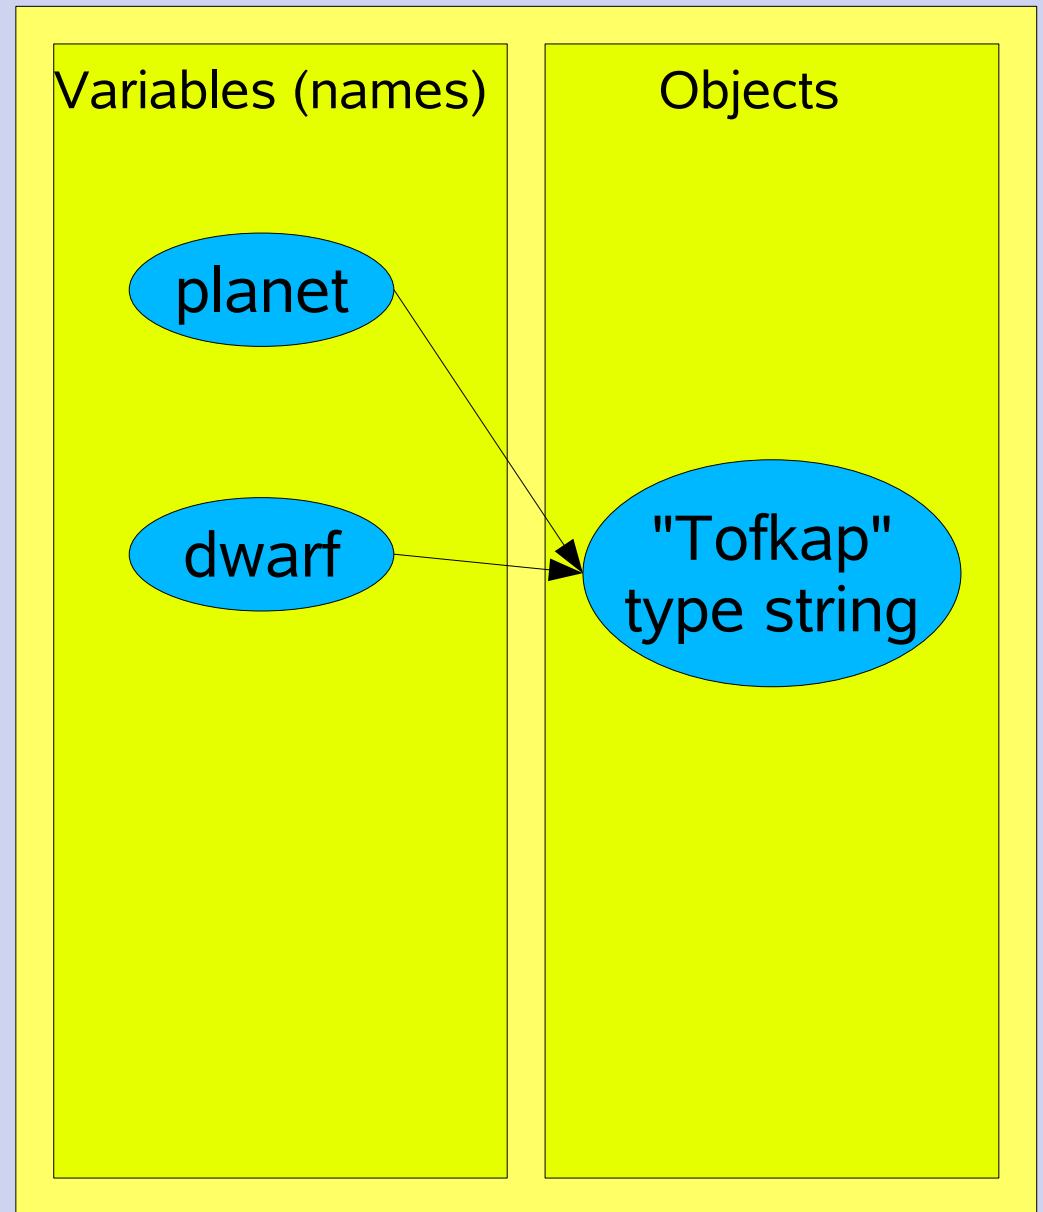 Variables (names)
Objects
planet
dwarf
"Tofkap"
type string